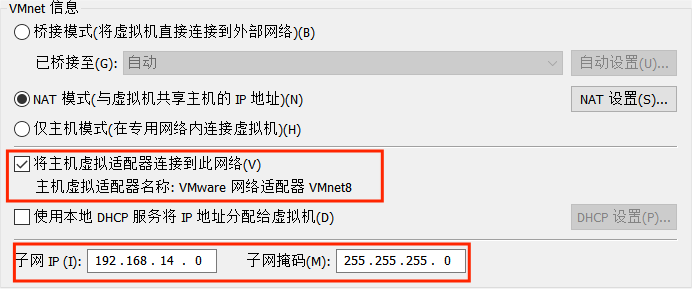 VMnet 信息
桥接模式(将虚拟机直接连接到外部网络)(B)
已桥接至(G): 自动 自动设置(U)...
NAT 模式(与虚拟机共享主机的 IP 地址)(N) NAT 设置(S)...
仅主机模式(在专用网络内连接虚拟机)(H)
将主机虚拟适配器连接到此网络(V)
主机虚拟适配器名称: VMware 网络适配器 VMnet8
使用本地 DHCP 服务将 IP 地址分配给虚拟机(D) DHCP 设置(P)...
子网 IP (I): 192.168.14 . 0 子网掩码(M): 255.255.255. 0